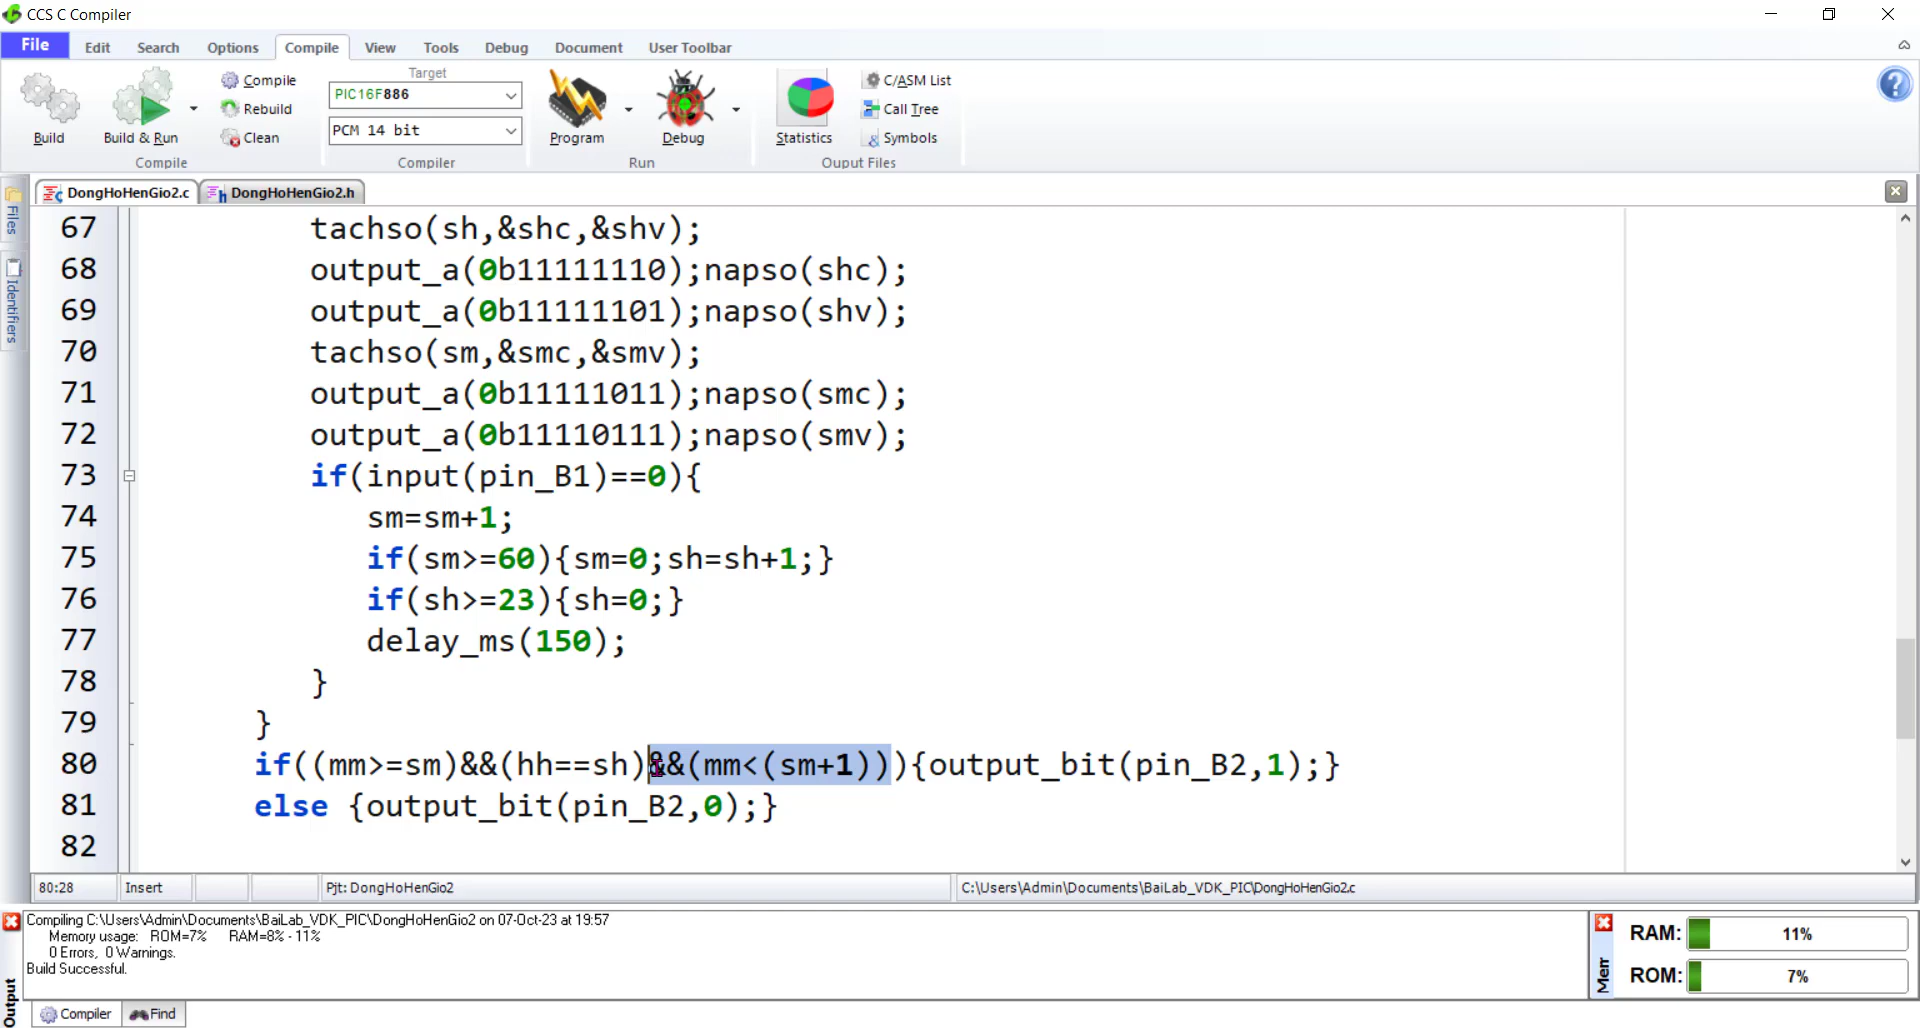 CCS C Compiler
File Edit Search Options Compile View Tools Debug Document User Toolbar
Build
Build & Run
Compile
Rebuild
Clean
Compile
Target
PIC16F886
PCM 14 bit
Compiler
Program
Debug
Run
Statistics
C/ASM List
Call Tree
Symbols
Ouput Files
Files
Identifiers
DongHoHenGio2.c
DongHoHenGio2.h
67 tachso(sh,&shc,&shv);
68 output_a(0b11111110);napso(shc);
69 output_a(0b11111101);napso(shv);
70 tachso(sm,&smc,&smv);
71 output_a(0b11111011);napso(smc);
72 output_a(0b11110111);napso(smv);
73 if(input(pin_B1)==0){
74 sm=sm+1;
75 if(sm>=60){sm=0;sh=sh+1;}
76 if(sh>=23){sh=0;}
77 delay_ms(150);
78 }
79 }
80 if((mm>=sm)&&(hh==sh)&&(mm<(sm+1))){output_bit(pin_B2,1);}
81 else {output_bit(pin_B2,0);}
82
80:28 Insert Pjt: DongHoHenGio2 C:\Users\Admin\Documents\BaiLab_VDK_PIC\DongHoHenGio2.c
Compiling C:\Users\Admin\Documents\BaiLab_VDK_PIC\DongHoHenGio2 on 07-Oct-23 at 19:57
Memory usage: ROM=7% RAM=8% - 11%
0 Errors, 0 Warnings.
Build Successful.
Output
Compiler Find
Merr
RAM: 11%
ROM: 7%